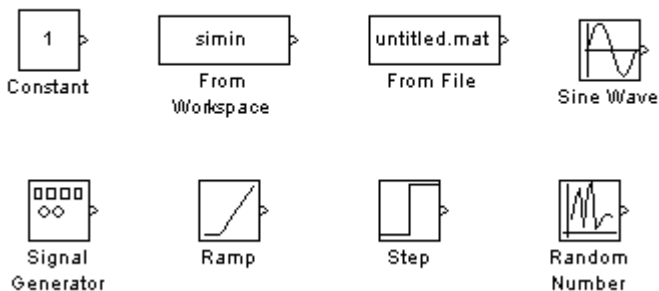 1
simin
untitled.mat
Constant
From
Workspace
From File
Sine Wave
Signal
Generator
Ramp
Step
Random
Number